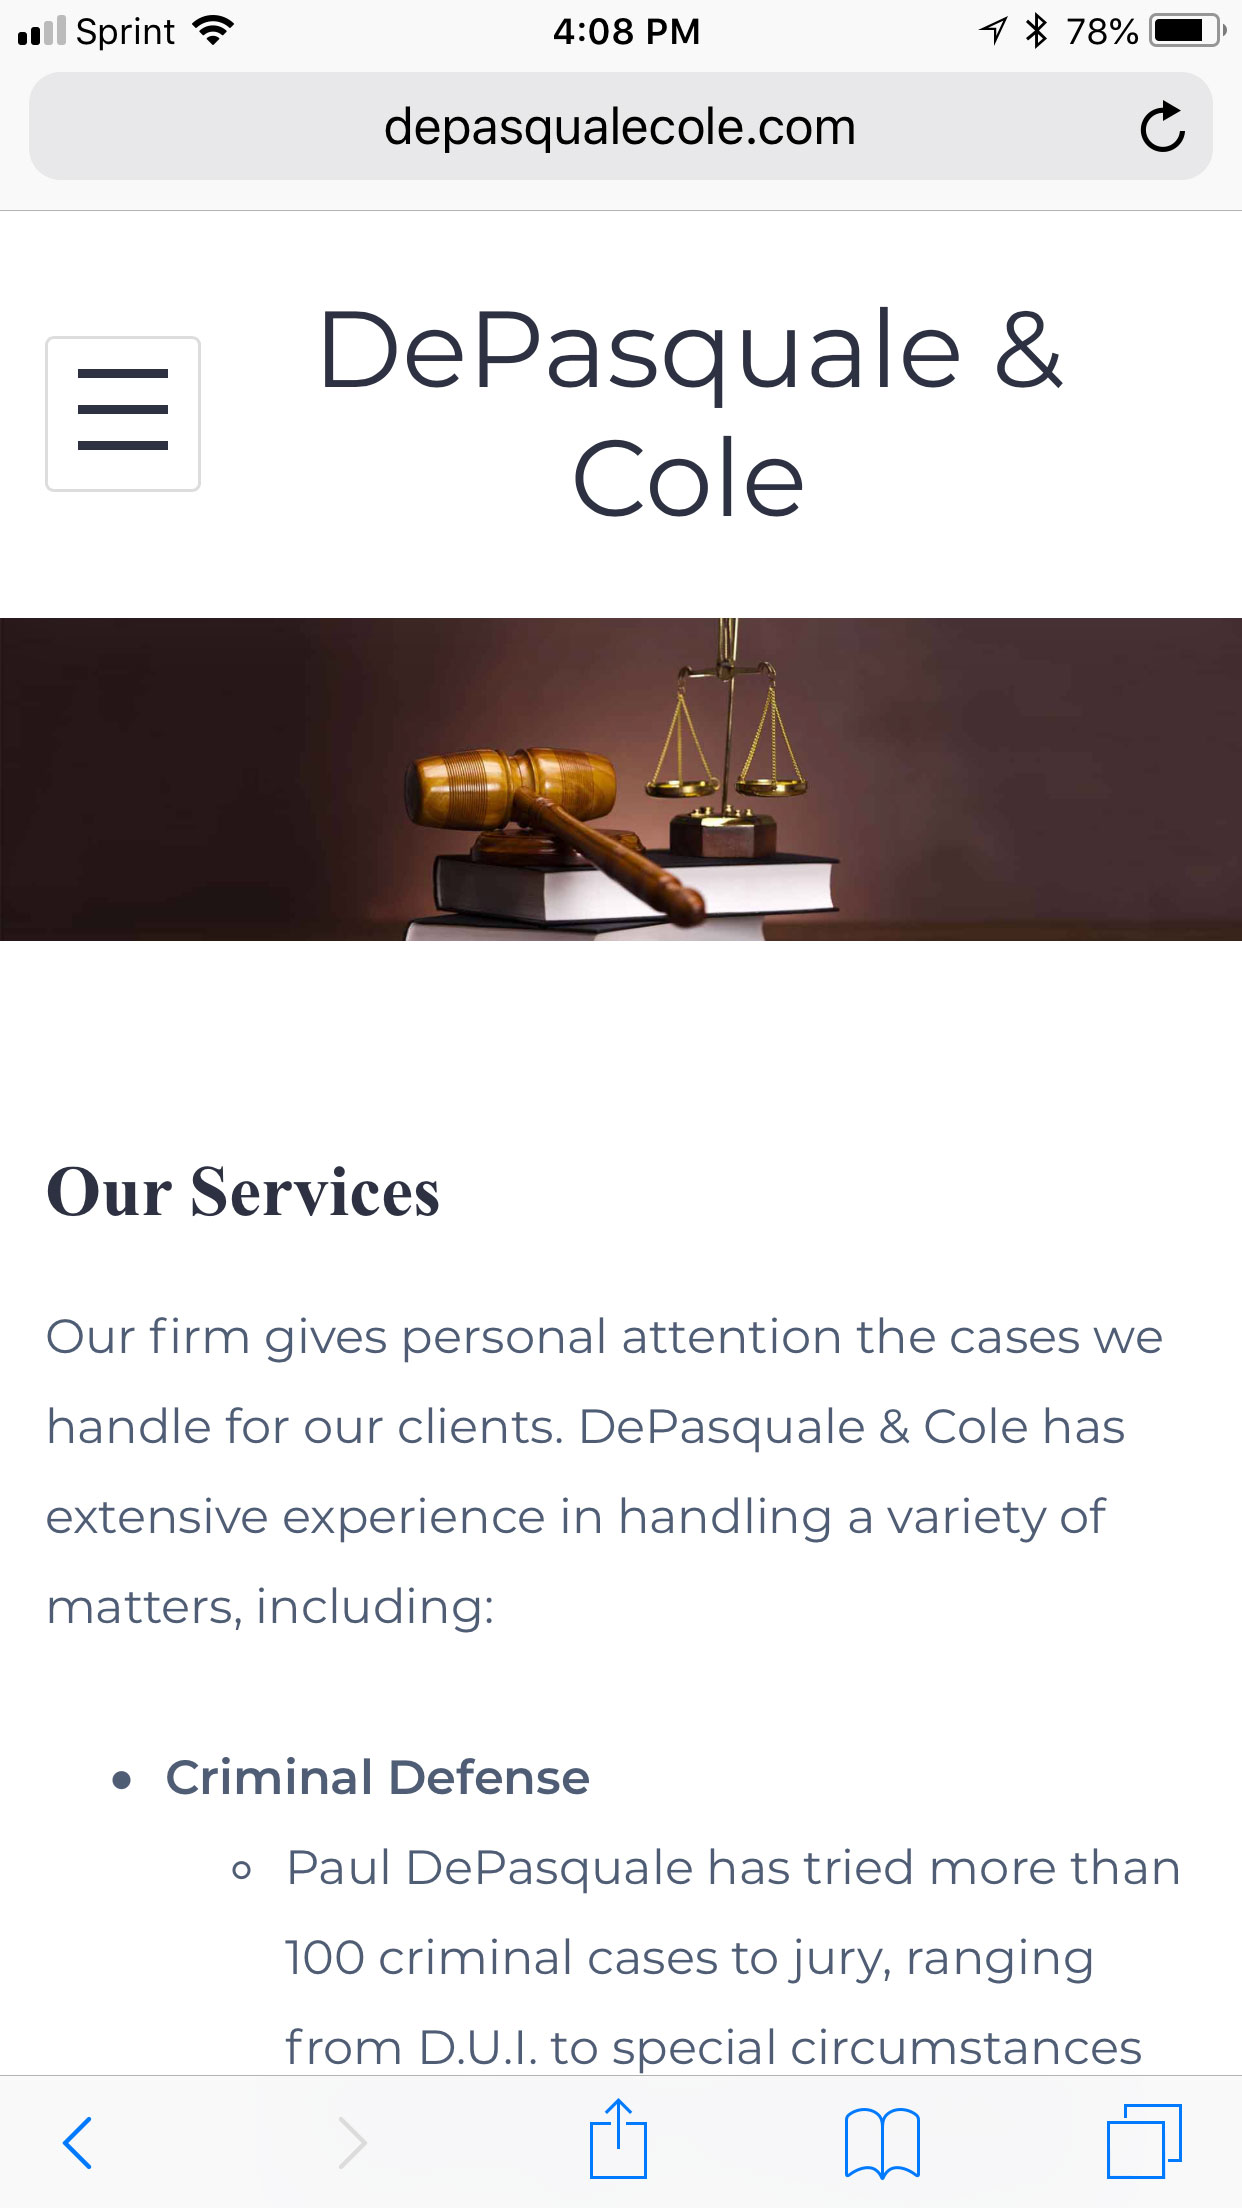 Sprint 4:08 PM 78%
depasqualecole.com
DePasquale &
Cole
Our Services
Our firm gives personal attention the cases we
handle for our clients. DePasquale & Cole has
extensive experience in handling a variety of
matters, including:
• Criminal Defense
◦ Paul DePasquale has tried more than
100 criminal cases to jury, ranging
from D.U.I. to special circumstances